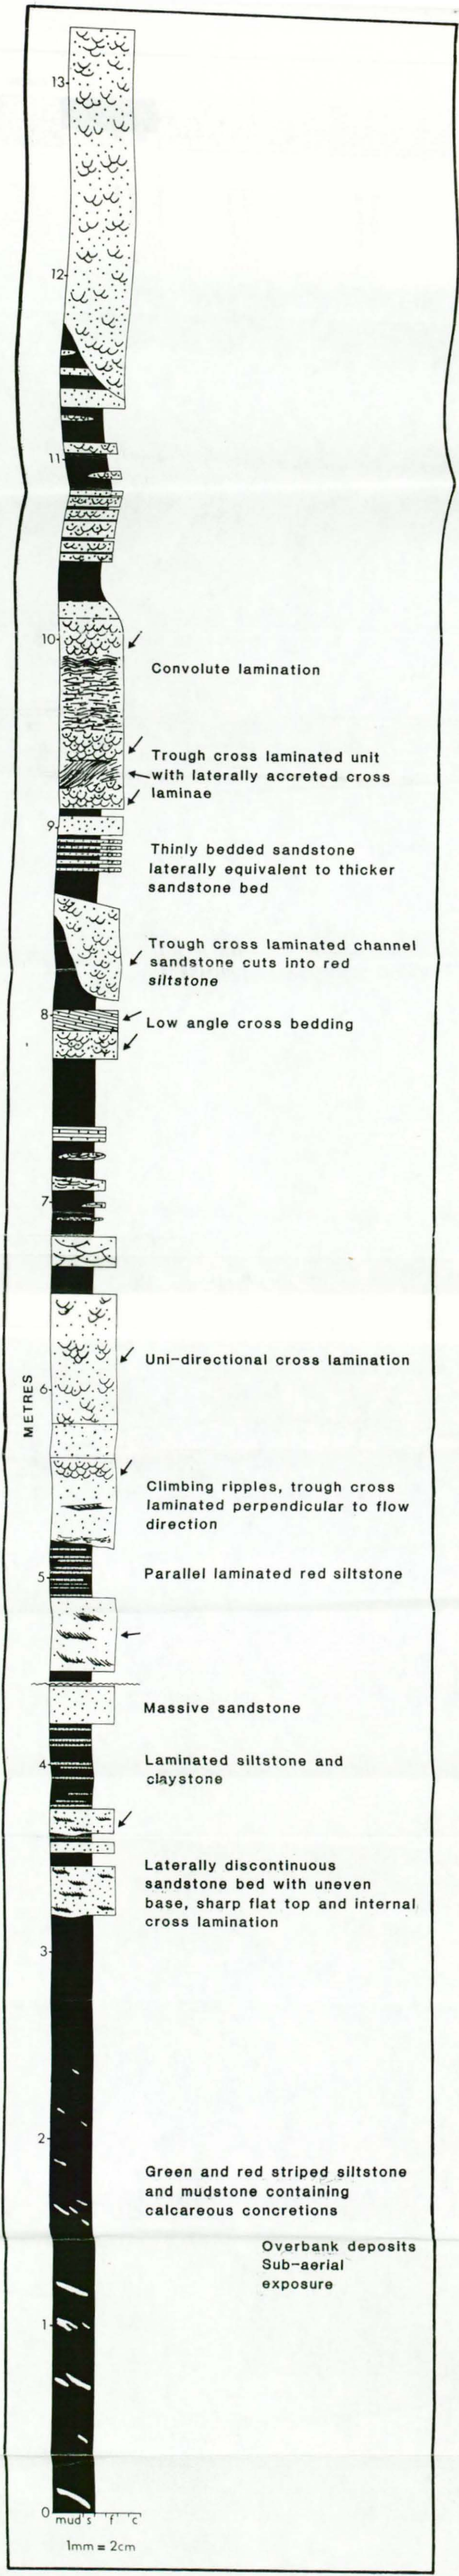 13
12
11
10
Convolute lamination
Trough cross laminated unit
with laterally accreted cross
laminae
9
Thinly bedded sandstone
laterally equivalent to thicker
sandstone bed
Trough cross laminated channel
sandstone cuts into red
siltstone
8
Low angle cross bedding
7
Uni-directional cross lamination
6
METRES
Climbing ripples, trough cross
laminated perpendicular to flow
direction
5
Parallel laminated red siltstone
Massive sandstone
4
Laminated siltstone and
claystone
Laterally discontinuous
sandstone bed with uneven
base, sharp flat top and internal
cross lamination
3
2
Green and red striped siltstone
and mudstone containing
calcareous concretions
Overbank deposits
Sub-aerial
exposure
1
0
mud s f c
1mm = 2cm